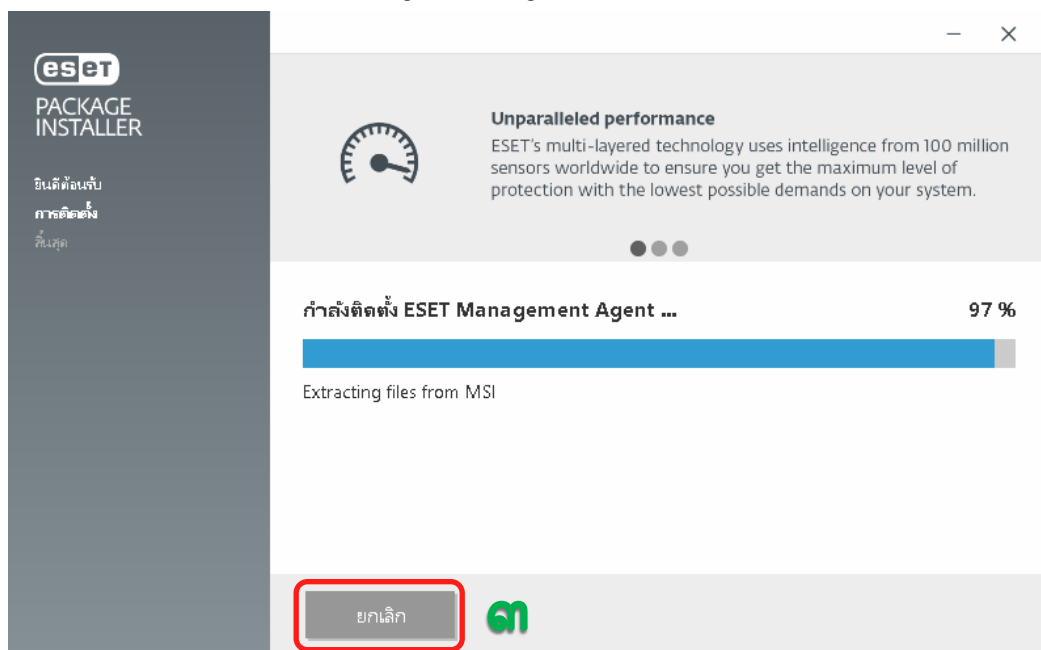 eset
PACKAGE
INSTALLER
ยินดีต้อนรับ
การติดตั้ง
สิ้นสุด
Unparalleled performance
ESET's multi-layered technology uses intelligence from 100 million
sensors worldwide to ensure you get the maximum level of
protection with the lowest possible demands on your system.
กำลังติดตั้ง ESET Management Agent ... 97 %
Extracting files from MSI
ยกเลิก ๓